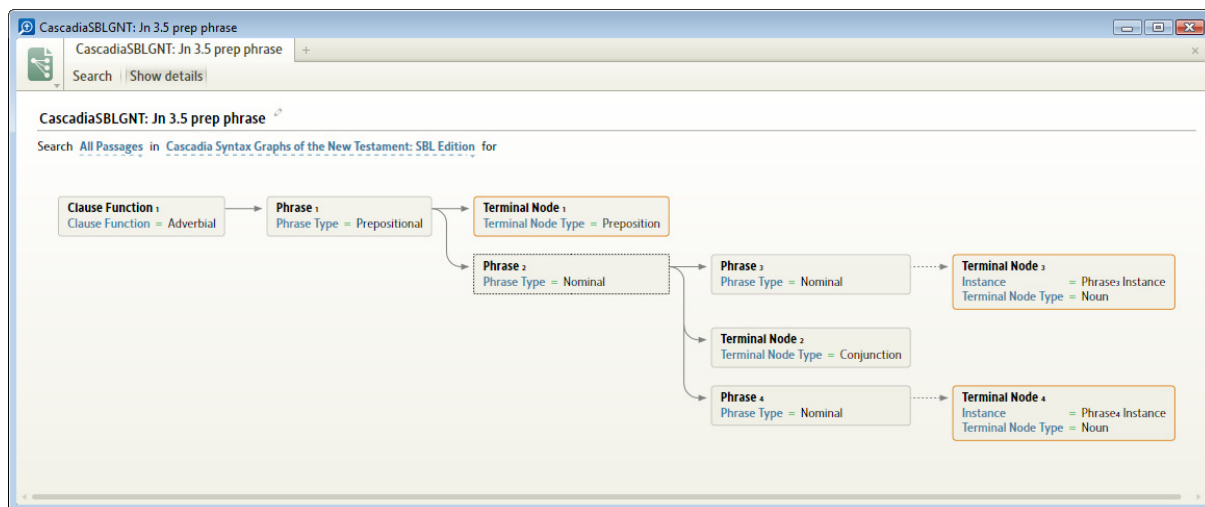 CascadiaSBLGNT: Jn 3.5 prep phrase
CascadiaSBLGNT: Jn 3.5 prep phrase
Search Show details
CascadiaSBLGNT: Jn 3.5 prep phrase
Search All Passages in Cascadia Syntax Graphs of the New Testament: SBL Edition for
Clause Function 1
Clause Function = Adverbial
Phrase 1
Phrase Type = Prepositional
Terminal Node 1
Terminal Node Type = Preposition
Phrase 2
Phrase Type = Nominal
Phrase 3
Phrase Type = Nominal
Terminal Node 3
Instance = Phrase3 Instance
Terminal Node Type = Noun
Terminal Node 2
Terminal Node Type = Conjunction
Phrase 4
Phrase Type = Nominal
Terminal Node 4
Instance = Phrase4 Instance
Terminal Node Type = Noun